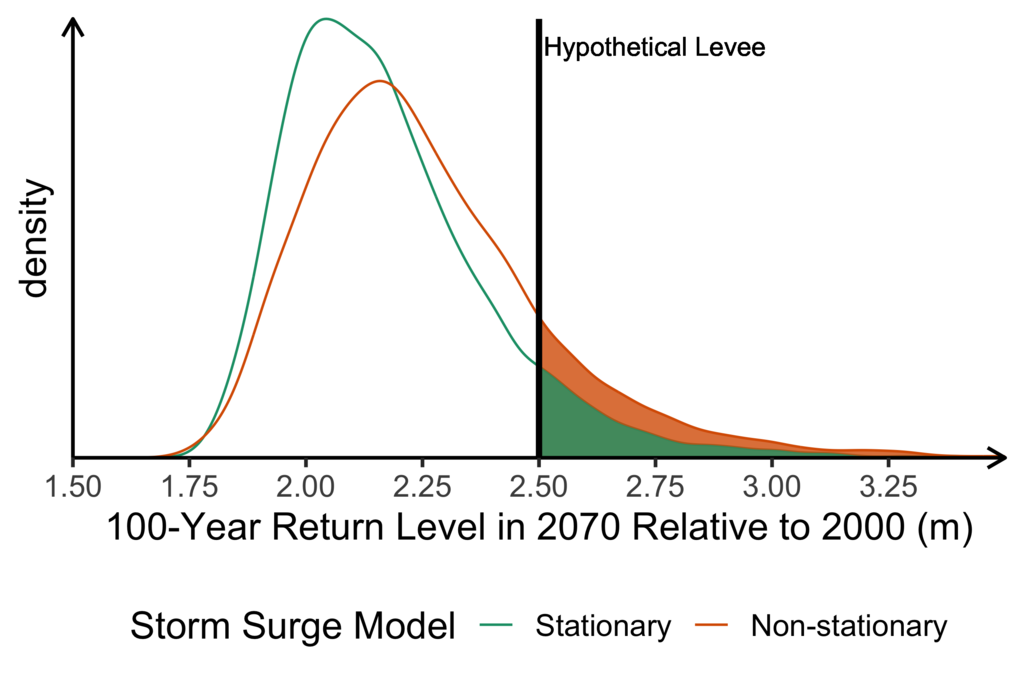 Hypothetical Levee
density
1.50 1.75 2.00 2.25 2.50 2.75 3.00 3.25
100-Year Return Level in 2070 Relative to 2000 (m)
Storm Surge Model Stationary Non-stationary